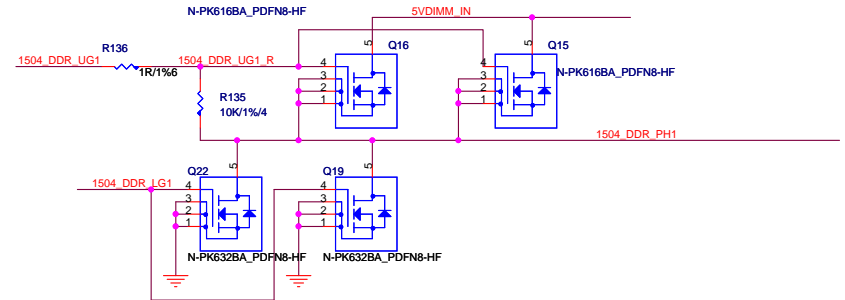 N-PK616BA_PDFN8-HF
5VDIMM_IN
R136
Q16
Q15
1504_DDR_UG1
1504_DDR_UG1_R
1R/1%6
5
5
4
3
2
1
4
3
2
1
N-PK616BA_PDFN8-HF
R135
10K/1%/4
1504_DDR_PH1
Q22
Q19
5
5
1504_DDR_LG1
4
3
2
1
4
3
2
1
N-PK632BA_PDFN8-HF
N-PK632BA_PDFN8-HF